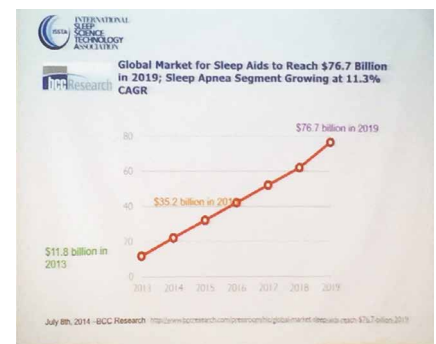 INTERNATIONAL
SLEEP
SCIENCE
TECHNOLOGY
ASSOCIATION
ISSTA
bccResearch
Global Market for Sleep Aids to Reach $76.7 Billion
in 2019; Sleep Apnea Segment Growing at 11.3%
CAGR
$76.7 billion in 2019
80
60
40
$35.2 billion in
20
$11.8 billion in
2013
0
2013 2014 2015 2016 2017 2018 2019
July 8th, 2014 -BCC Research